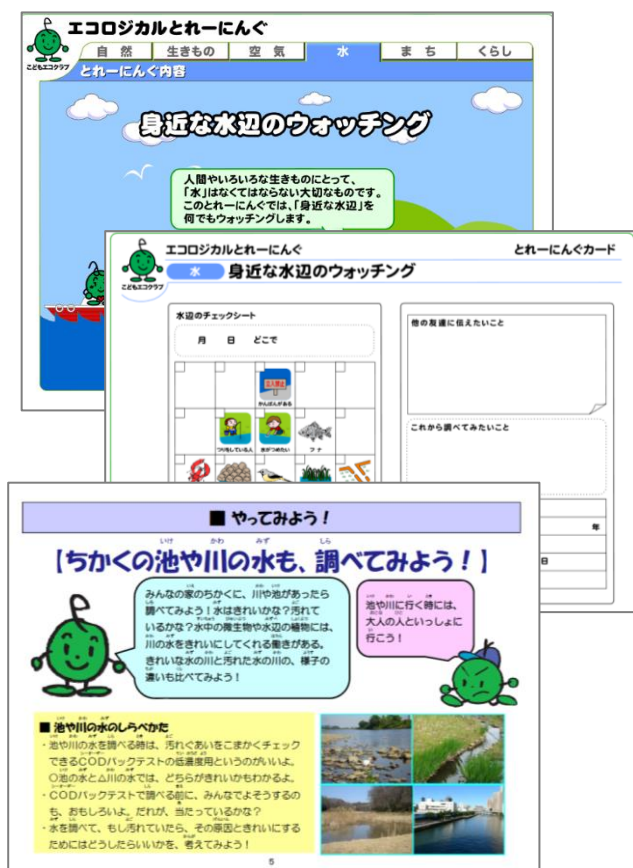 エコロジカルとれーにんぐ
こどもエコクラブ
自然 生きもの 空気 水 まち くらし
とれーにんぐ内容
身近な水辺のウォッチング
人間やいろいろな生きものにとって、
「水」はなくてはならない大切なものです。
このとれーにんぐでは、「身近な水辺」を
何でもウォッチングします。
エコロジカルとれーにんぐ
とれーにんぐカード
こどもエコクラブ
水 身近な水辺のウォッチング
水辺のチェックシート
月 日 どこで
立入禁止
かんばんがある
つりをしている人 水がつめたい フナ
他の友達に伝えたいこと
これから調べてみたいこと
年
日
■ やってみよう!
いけ かわ みず しら
【ちかくの池や川の水も、調べてみよう!】
みんなの家のちかくに、川や池があったら
調べてみよう!水はきれいかな?汚れて
いるかな?水中の微生物や水辺の植物には、
川の水をきれいにしてくれる働きがある。
きれいな水の川と汚れた水の川の、様子の
違いも比べてみよう!
池や川に行く時には、
大人の人といっしょに
行こう!
■ 池や川の水のしらべかた
・池や川の水を調べる時は、汚れぐあいをこまかくチェック
できるCODパックテストの低濃度用というのがいいよ。
○池の水と△川の水では、どちらがきれいかもわかるよ。
・CODパックテストで調べる前に、みんなでよそうするの
も、おもしろいよ。だれが、当たっているかな?
・水を調べて、もし汚れていたら、その原因ときれいにする
ためにはどうしたらいいかを、考えてみよう!
5